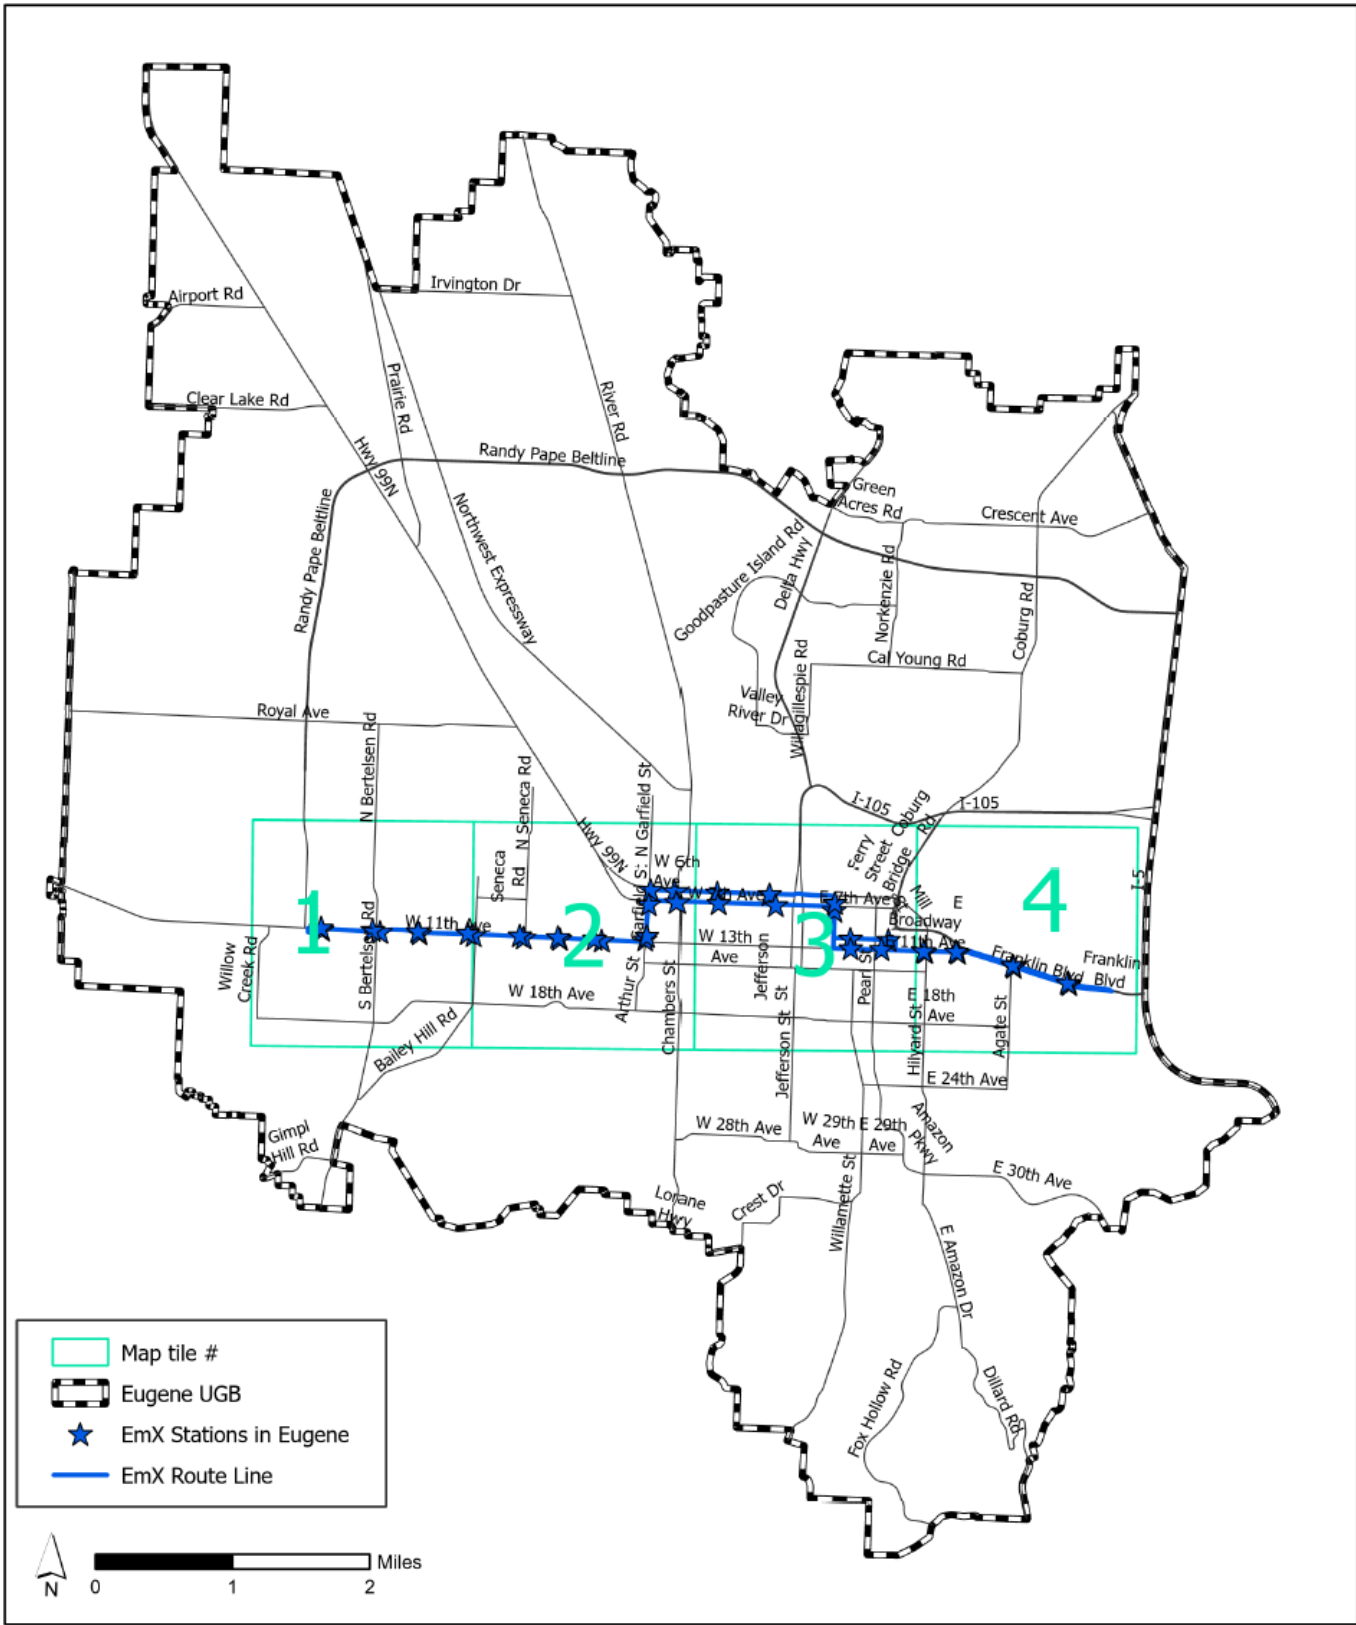 Irvington Dr
Airport Rd
Prairie Rd
River Rd
Clear Lake Rd
Hwy 99N
Randy Pape Beltline
Randy Pape Beltline
Northwest Expressway
Green
Acres Rd
Crescent Ave
Goodpasture Island Rd
Delta Hwy
Norkenzie Rd
Coburg Rd
Cal Young Rd
Valley
River Dr
Willagillespie Rd
Royal Ave
N Bertelsen Rd
N Seneca Rd
N Garfield St
I-105
I-105
Ferry
Street
Bridge
Coburg
Rd
Hwy 99N
Seneca
Rd
W 6th
Ave
E 7th Ave
Mill
E
Broadway
I-5
1
2
3
4
Garfield St
W 11th Ave
E 11th Ave
W 13th
Ave
Franklin Blvd
Franklin
Blvd
Willow
Creek Rd
S Bertelsen Rd
Arthur St
Chambers St
Jefferson
St
Jefferson St
Pearl St
Hilyard St
Agate St
W 18th Ave
E 18th
Ave
Bailey Hill Rd
E 24th Ave
Gimpl
Hill Rd
W 28th Ave
W 29th
Ave
E 29th
Ave
Amazon
Pkwy
E 30th Ave
Lorane
Hwy
Crest Dr
Willamette St
E Amazon Dr
Fox Hollow Rd
Dillard Rd
Map tile #
Eugene UGB
EmX Stations in Eugene
EmX Route Line
N
0 1 2
Miles